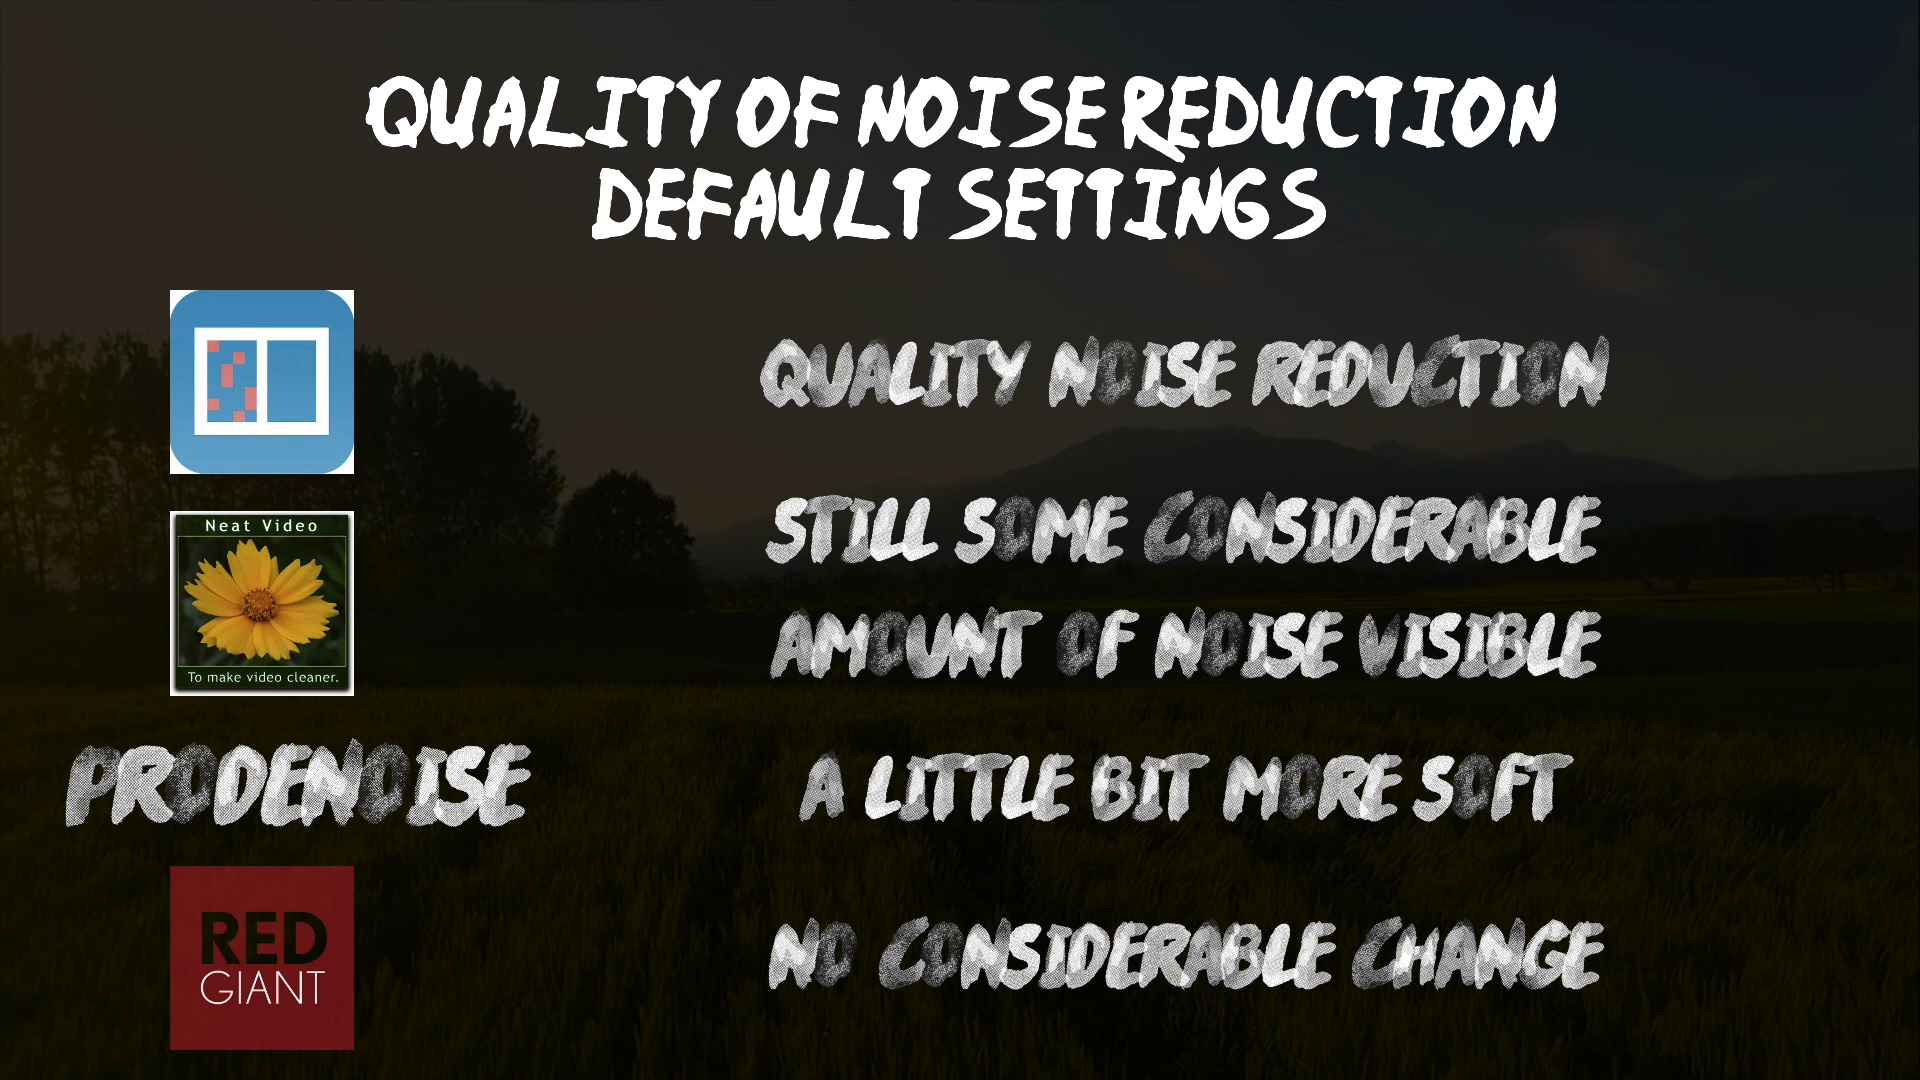 QUALITY OF NOISE REDUCTION
DEFAULT SETTINGS
QUALITY NOISE REDUCTION
Neat Video
To make video cleaner.
STILL SOME CONSIDERABLE
AMOUNT OF NOISE VISIBLE
PRODENOISE
A LITTLE BIT MORE SOFT
RED
GIANT
NO CONSIDERABLE CHANGE